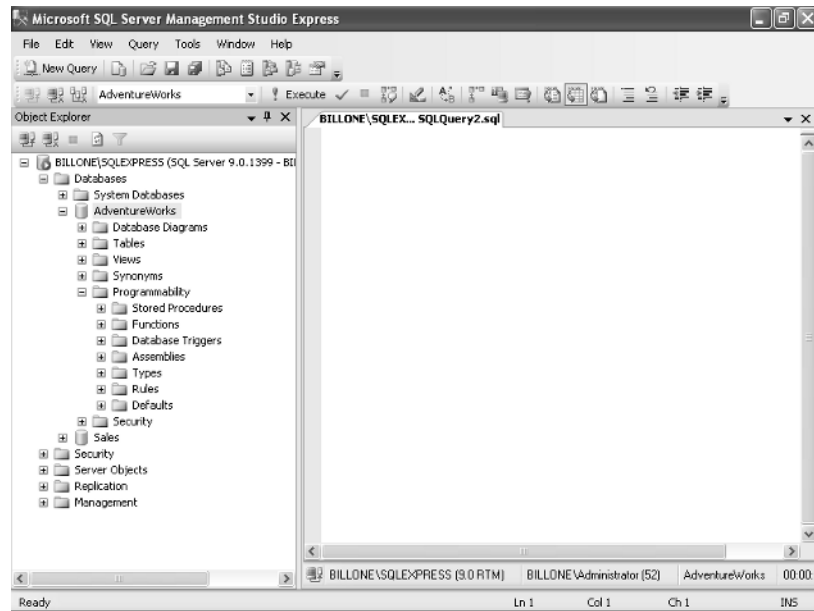 Microsoft SQL Server Management Studio Express
File Edit View Query Tools Window Help
New Query
AdventureWorks Execute
Object Explorer
BILLONE\SQLEX... SQLQuery2.sql
BILLONE\SQLEXPRESS (SQL Server 9.0.1399 - BII
Databases
System Databases
AdventureWorks
Database Diagrams
Tables
Views
Synonyms
Programmability
Stored Procedures
Functions
Database Triggers
Assemblies
Types
Rules
Defaults
Security
Sales
Security
Server Objects
Replication
Management
BILLONE\SQLEXPRESS (9.0 RTM) BILLONE\Administrator (52) AdventureWorks 00:00:
Ready Ln 1 Col 1 Ch 1 INS